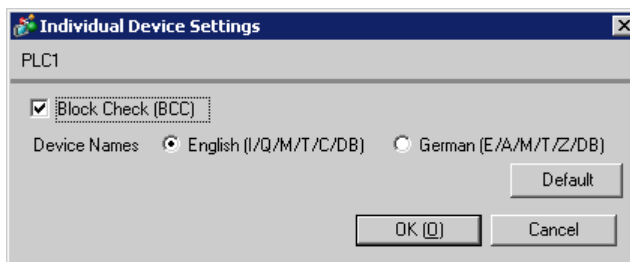 Individual Device Settings
PLC1
Block Check (BCC)
Device Names English (I/Q/M/T/C/DB) German (E/A/M/T/Z/DB)
Default
OK (O) Cancel